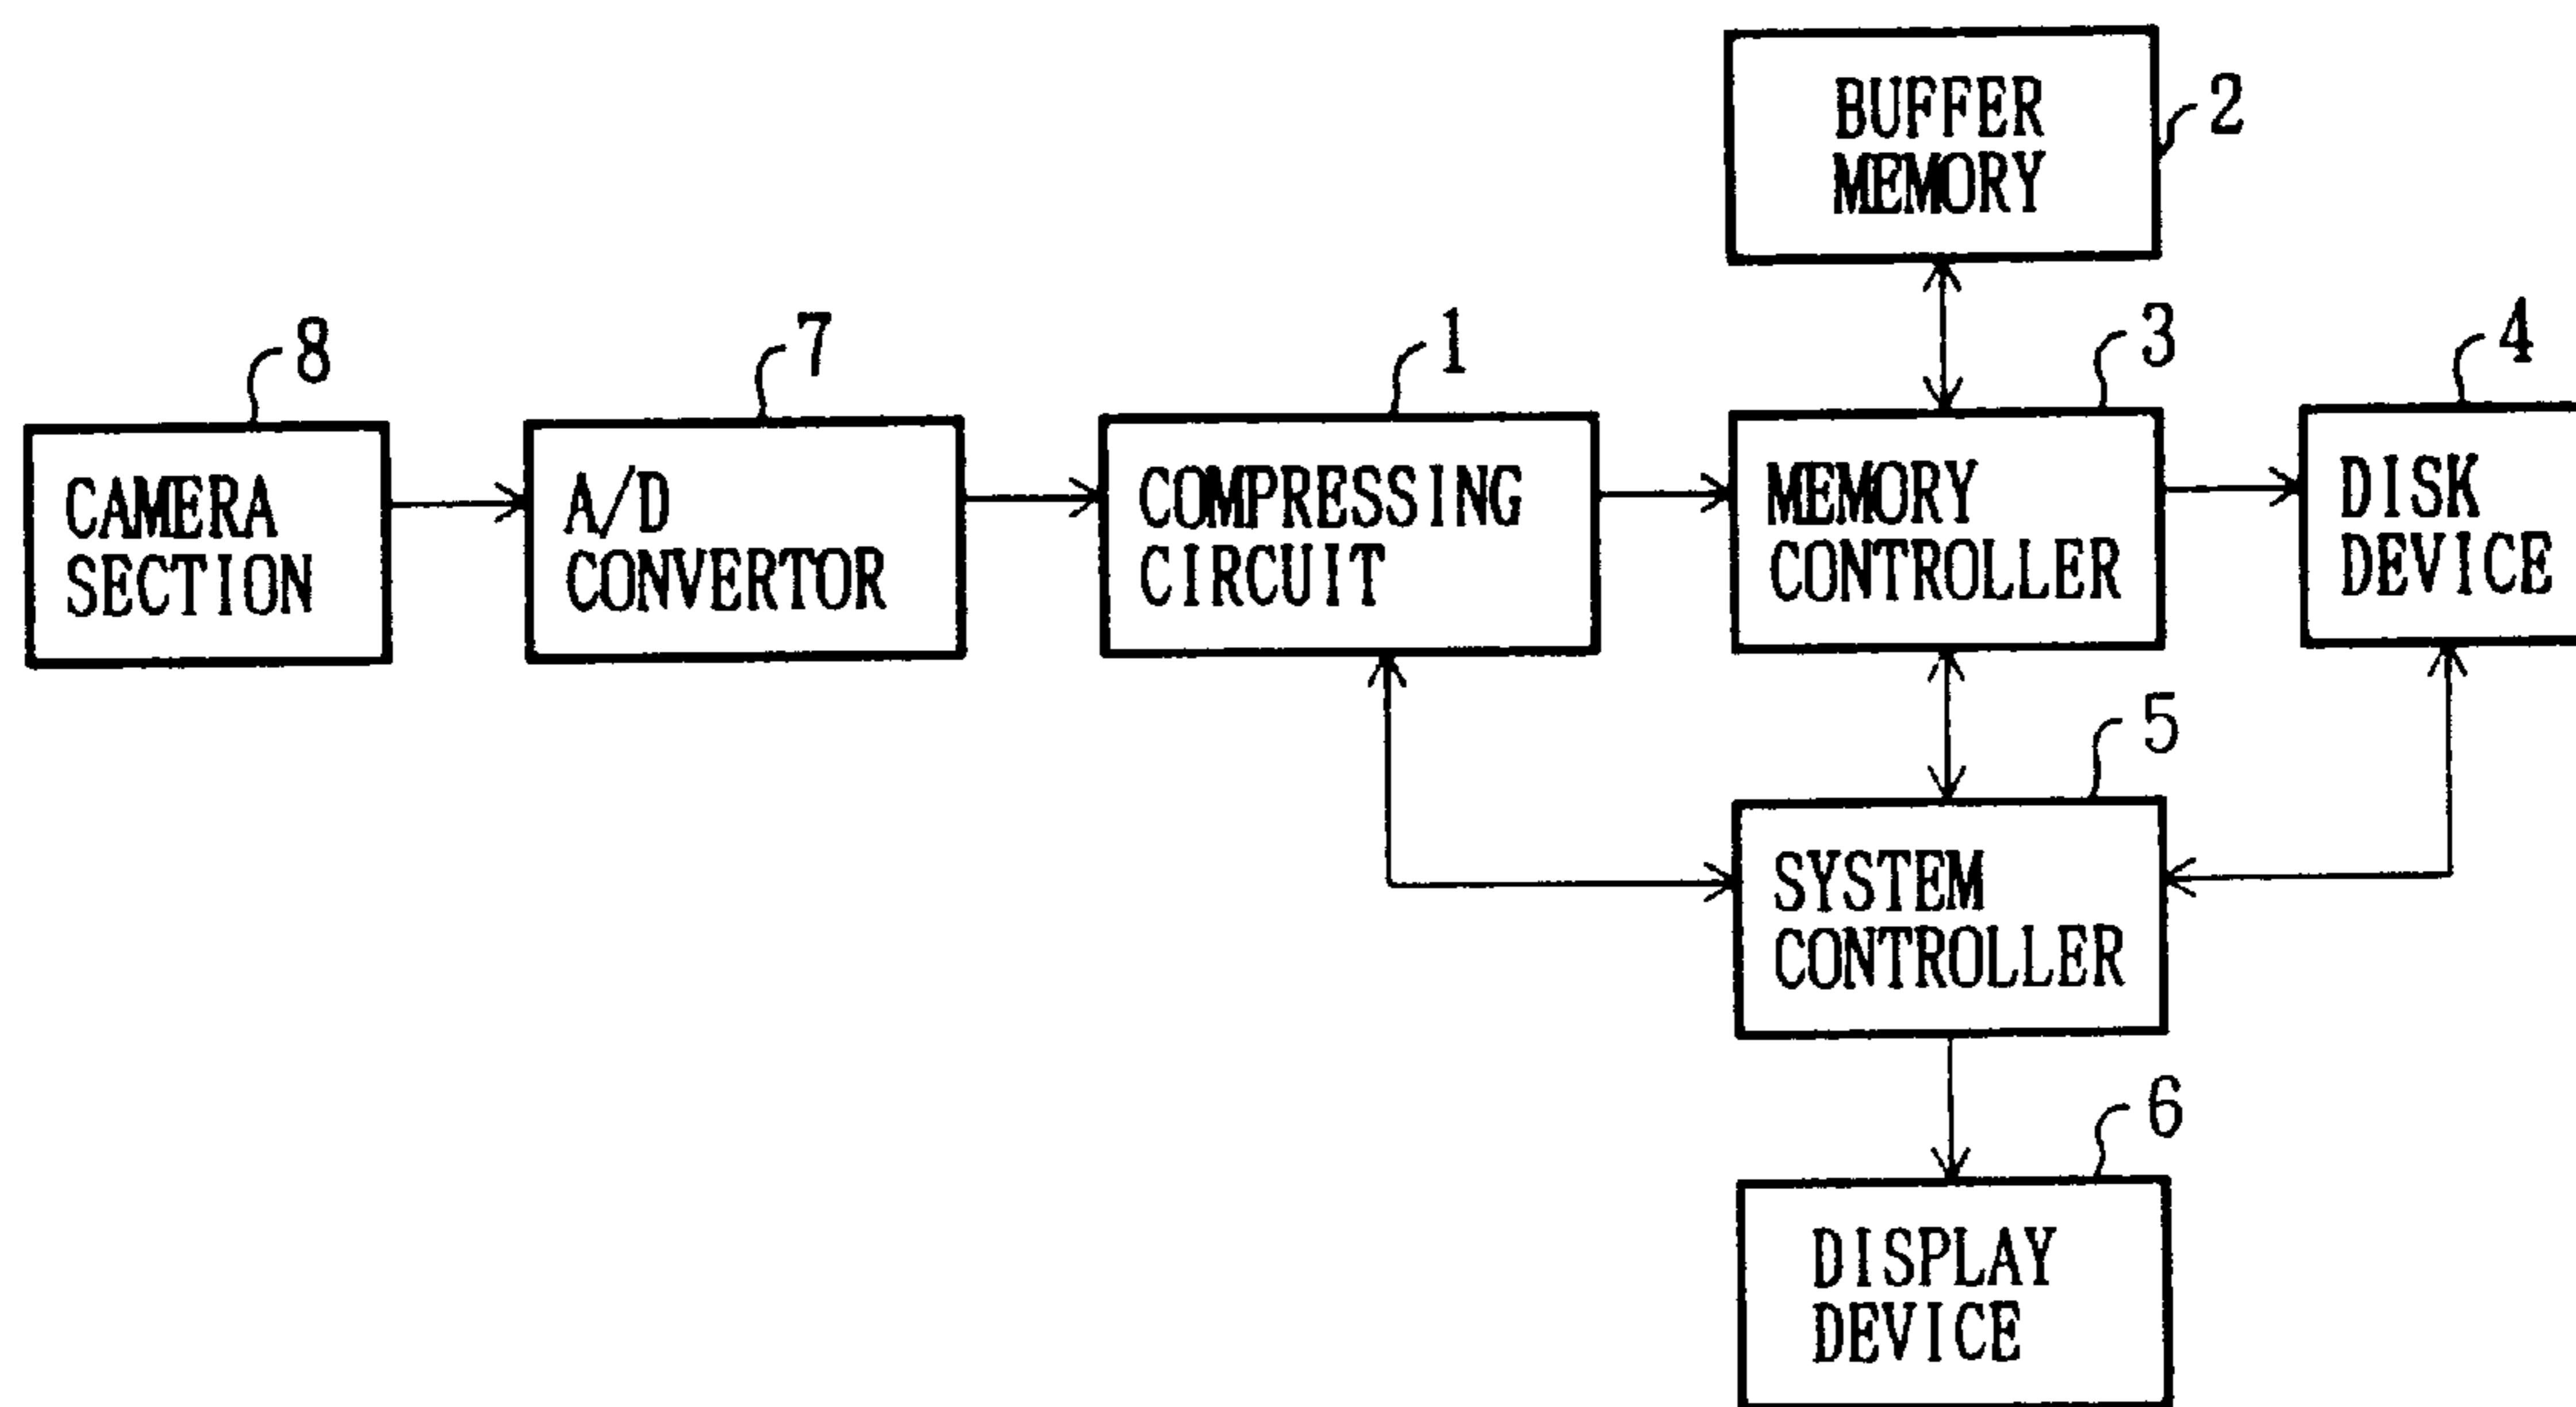 BUFFER
MEMORY
2
8
7
1
3
4
CAMERA
SECTION
A/D
CONVERTOR
COMPRESSING
CIRCUIT
MEMORY
CONTROLLER
DISK
DEVICE
5
SYSTEM
CONTROLLER
6
DISPLAY
DEVICE